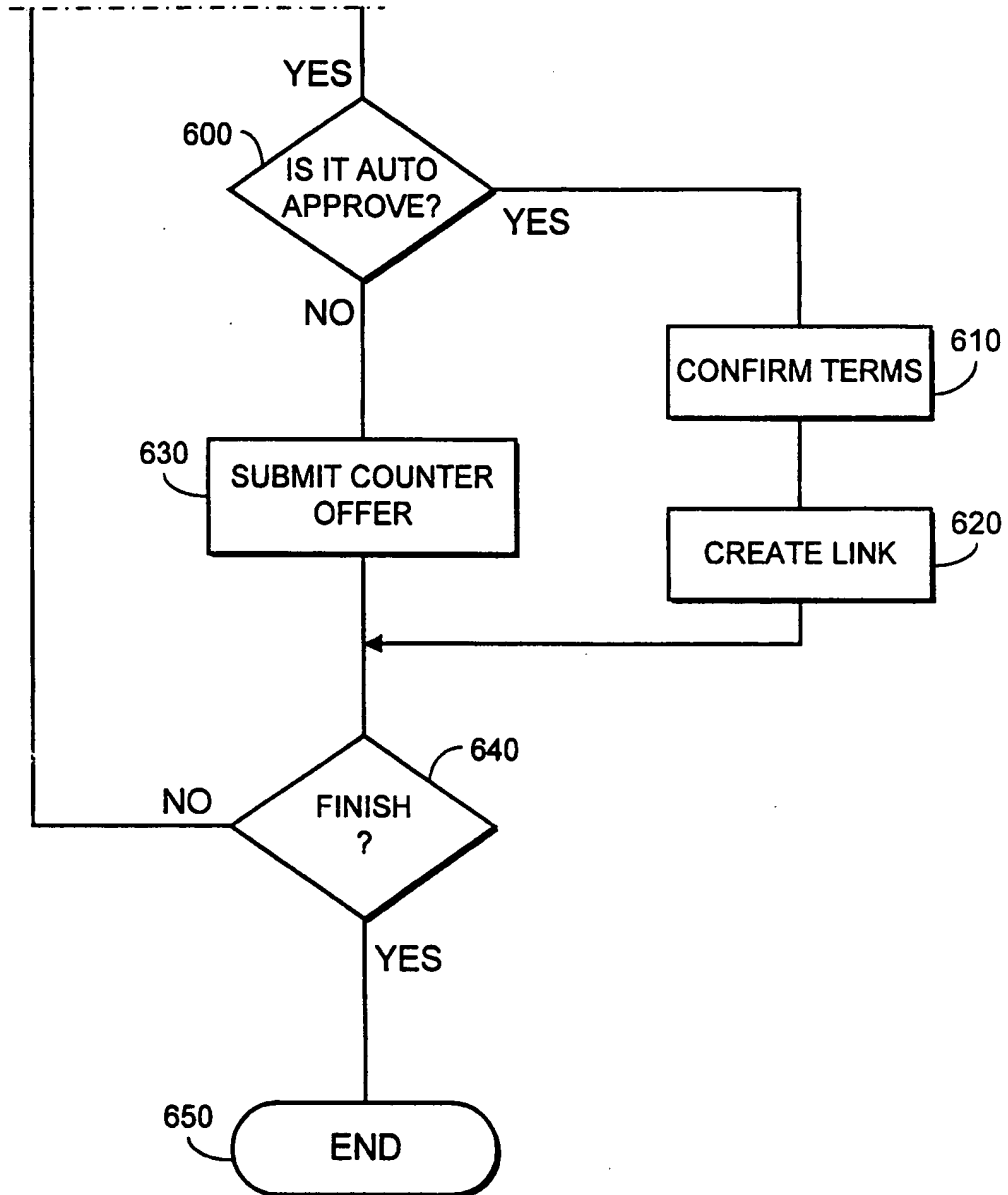 YES
600
IS IT AUTO
APPROVE?
YES
NO
610
CONFIRM TERMS
630
SUBMIT COUNTER
OFFER
620
CREATE LINK
640
NO
FINISH
?
YES
650
END